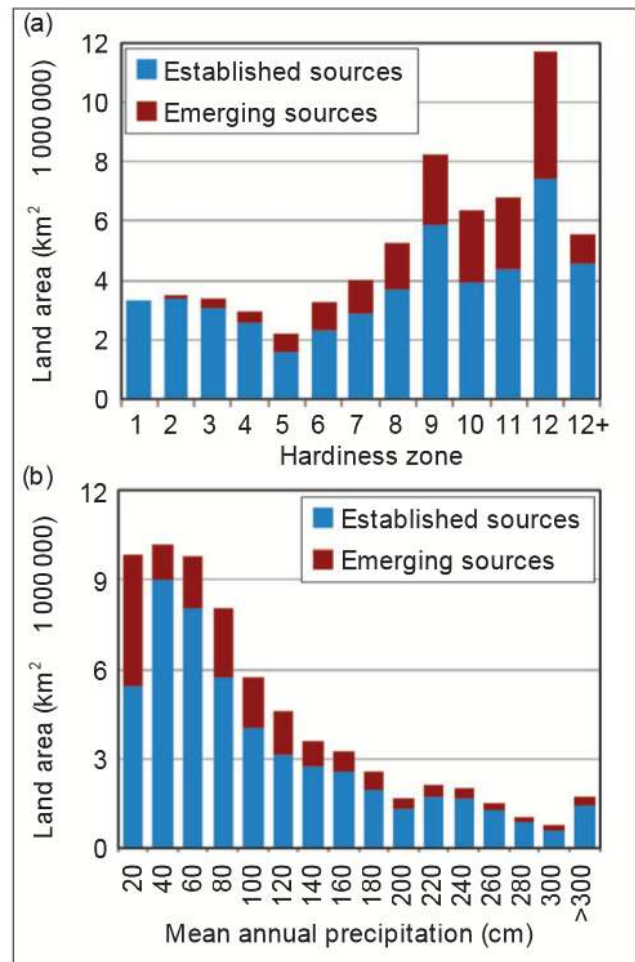 (a)
12
10
8
6
4
2
0
Land area (km² 1 000 000)
Established sources
Emerging sources
1 2 3 4 5 6 7 8 9 10 11 12 12+
Hardiness zone
(b)
12
9
6
3
0
Land area (km² 1 000 000)
Established sources
Emerging sources
20 40 60 80 100 120 140 160 180 200 220 240 260 280 300 >300
Mean annual precipitation (cm)